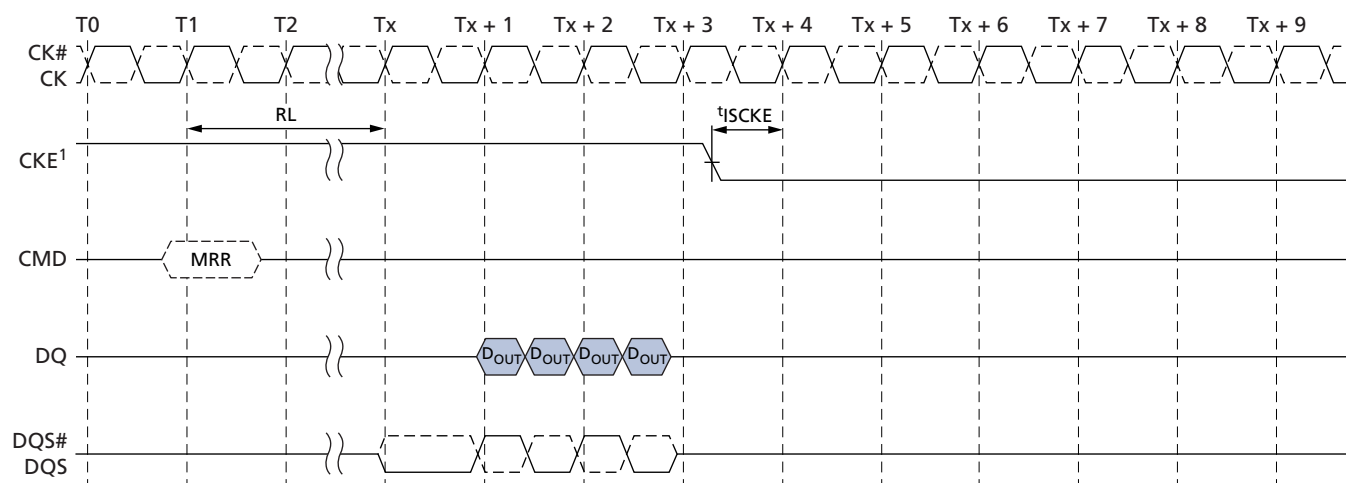 T0 T1 T2 Tx Tx + 1 Tx + 2 Tx + 3 Tx + 4 Tx + 5 Tx + 6 Tx + 7 Tx + 8 Tx + 9
CK#
CK
RL
tISCKE
CKE1
CMD MRR
DQ DOUT DOUT DOUT DOUT
DQS#
DQS